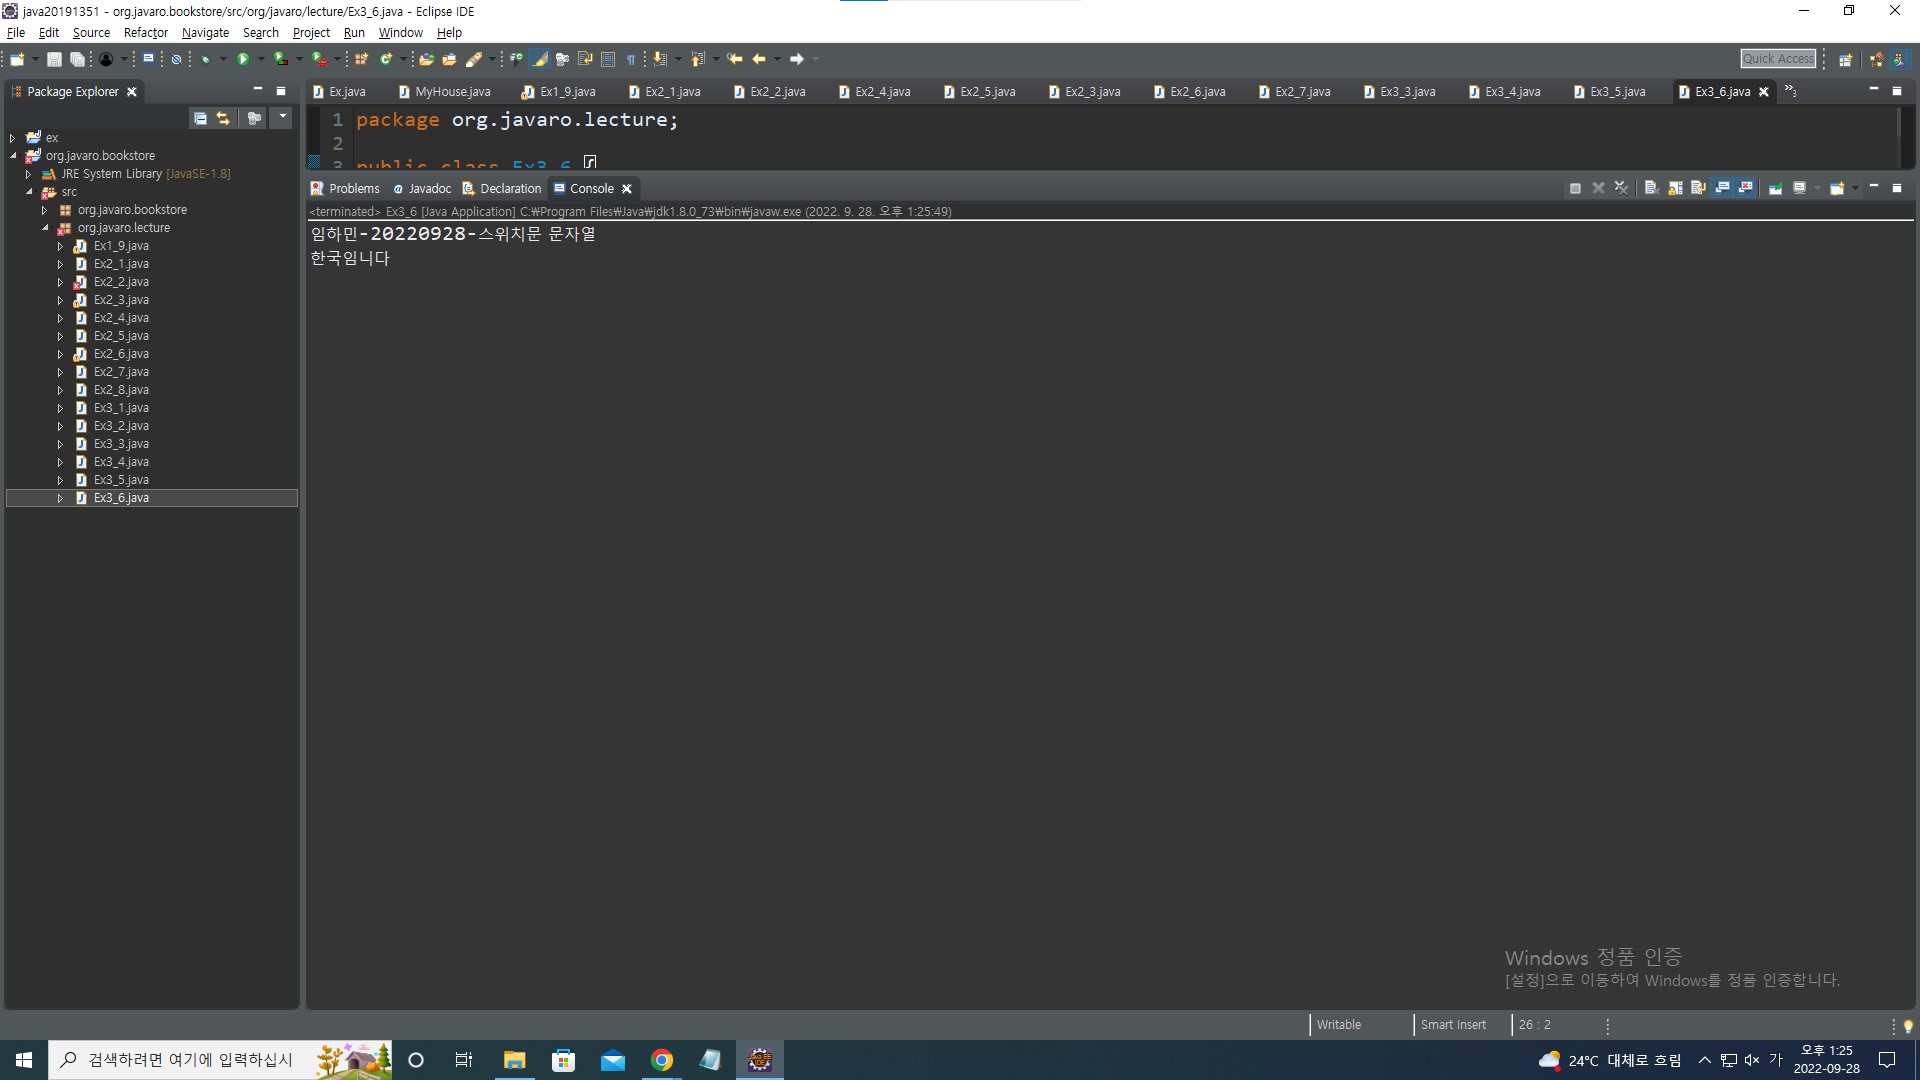 java20191351 - org.javaro.bookstore/src/org/javaro/lecture/Ex3_6.java - Eclipse IDE
File Edit Source Refactor Navigate Search Project Run Window Help
Quick Access
Package Explorer
Ex.java MyHouse.java Ex1_9.java Ex2_1.java Ex2_2.java Ex2_4.java Ex2_5.java Ex2_3.java Ex2_6.java Ex2_7.java Ex3_3.java Ex3_4.java Ex3_5.java Ex3_6.java »3
1 package org.javaro.lecture;
2
3 public class Ex3_6 {
ex
org.javaro.bookstore
JRE System Library [JavaSE-1.8]
src
org.javaro.bookstore
org.javaro.lecture
Ex1_9.java
Ex2_1.java
Ex2_2.java
Ex2_3.java
Ex2_4.java
Ex2_5.java
Ex2_6.java
Ex2_7.java
Ex2_8.java
Ex3_1.java
Ex3_2.java
Ex3_3.java
Ex3_4.java
Ex3_5.java
Ex3_6.java
Problems Javadoc Declaration Console
<terminated> Ex3_6 [Java Application] C:₩Program Files₩Java₩jdk1.8.0_73₩bin₩javaw.exe (2022. 9. 28. 오후 1:25:49)
임하민-20220928-스위치문 문자열
한국임니다
Windows 정품 인증
[설정]으로 이동하여 Windows를 정품 인증합니다.
Writable Smart Insert 26 : 2
검색하려면 여기에 입력하십시
24°C 대체로 흐림 가 오후 1:25
2022-09-28